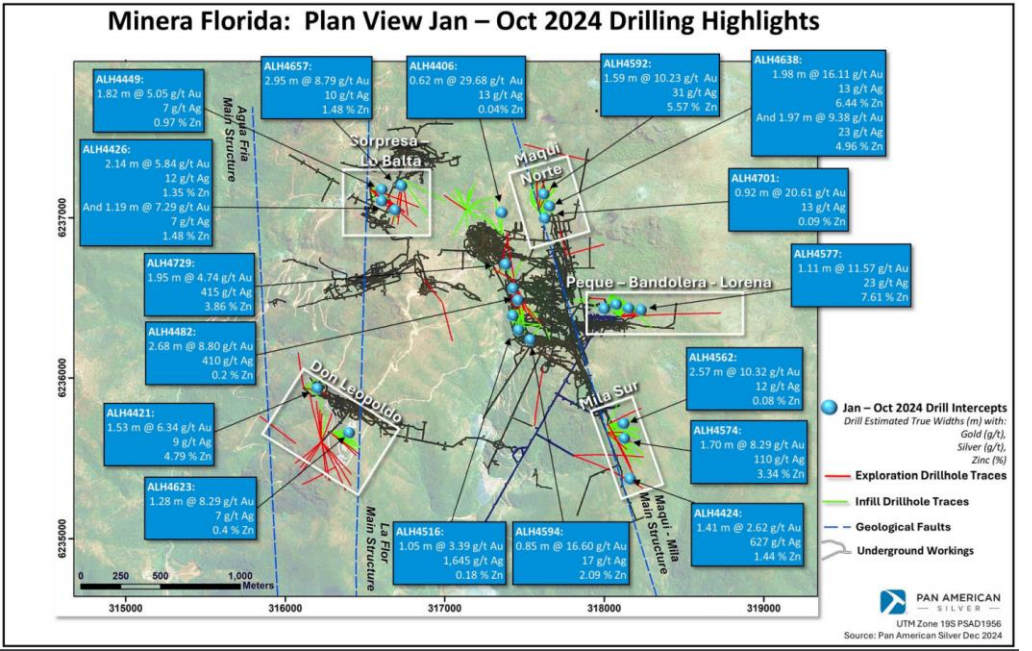 Minera Florida: Plan View Jan – Oct 2024 Drilling Highlights
ALH4449:
1.82 m @ 5.05 g/t Au
7 g/t Ag
0.97 % Zn
ALH4657:
2.95 m @ 8.79 g/t Au
10 g/t Ag
1.48 % Zn
ALH4406:
0.62 m @ 29.68 g/t Au
13 g/t Ag
0.04% Zn
ALH4592:
1.59 m @ 10.23 g/t Au
31 g/t Ag
5.57 % Zn
ALH4638:
1.98 m @ 16.11 g/t Au
13 g/t Ag
6.44 % Zn
And 1.97 m @ 9.38 g/t Au
23 g/t Ag
4.96 % Zn
ALH4426:
2.14 m @ 5.84 g/t Au
12 g/t Ag
1.35 % Zn
And 1.19 m @ 7.29 g/t Au
7 g/t Ag
1.48 % Zn
Agua Fria
Main Structure
Sorpresa
Lo Balta
Maqui
Norte
ALH4701:
0.92 m @ 20.61 g/t Au
13 g/t Ag
0.09 % Zn
ALH4729:
1.95 m @ 4.74 g/t Au
415 g/t Ag
3.86 % Zn
Peque – Bandolera - Lorena
ALH4577:
1.11 m @ 11.57 g/t Au
23 g/t Ag
7.61 % Zn
ALH4482:
2.68 m @ 8.80 g/t Au
410 g/t Ag
0.2 % Zn
Don Leopoldo
Mila Sur
ALH4562:
2.57 m @ 10.32 g/t Au
12 g/t Ag
0.08 % Zn
ALH4421:
1.53 m @ 6.34 g/t Au
9 g/t Ag
4.79 % Zn
ALH4574:
1.70 m @ 8.29 g/t Au
110 g/t Ag
3.34 % Zn
ALH4623:
1.28 m @ 8.29 g/t Au
7 g/t Ag
0.4 % Zn
La Flor
Main Structure
ALH4516:
1.05 m @ 3.39 g/t Au
1,645 g/t Ag
0.18 % Zn
ALH4594:
0.85 m @ 16.60 g/t Au
17 g/t Ag
2.09 % Zn
Maqui - Mila
Main Structure
ALH4424:
1.41 m @ 2.62 g/t Au
627 g/t Ag
1.44 % Zn
6237000
6236000
6235000
0 250 500 1,000
Meters
315000 316000 317000 318000 319000
Jan – Oct 2024 Drill Intercepts
Drill Estimated True Widths (m) with:
Gold (g/t),
Silver (g/t),
Zinc (%)
Exploration Drillhole Traces
Infill Drillhole Traces
Geological Faults
Underground Workings
PAN AMERICAN
— SILVER —
UTM Zone 19S PSAD1956
Source: Pan American Silver Dec 2024